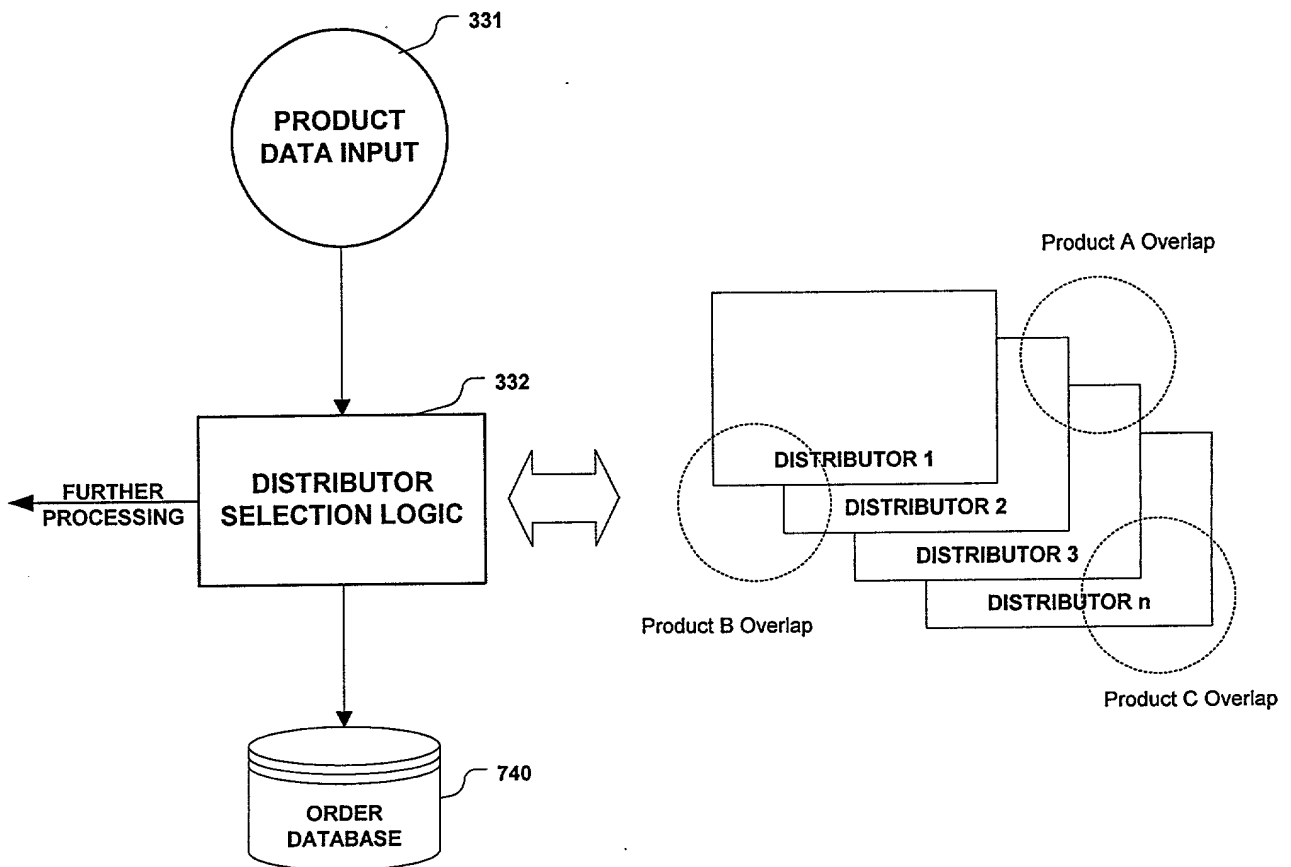 331
PRODUCT
DATA INPUT
Product A Overlap
332
DISTRIBUTOR
SELECTION LOGIC
FURTHER
PROCESSING
DISTRIBUTOR 1
DISTRIBUTOR 2
DISTRIBUTOR 3
DISTRIBUTOR n
Product B Overlap
Product C Overlap
740
ORDER
DATABASE